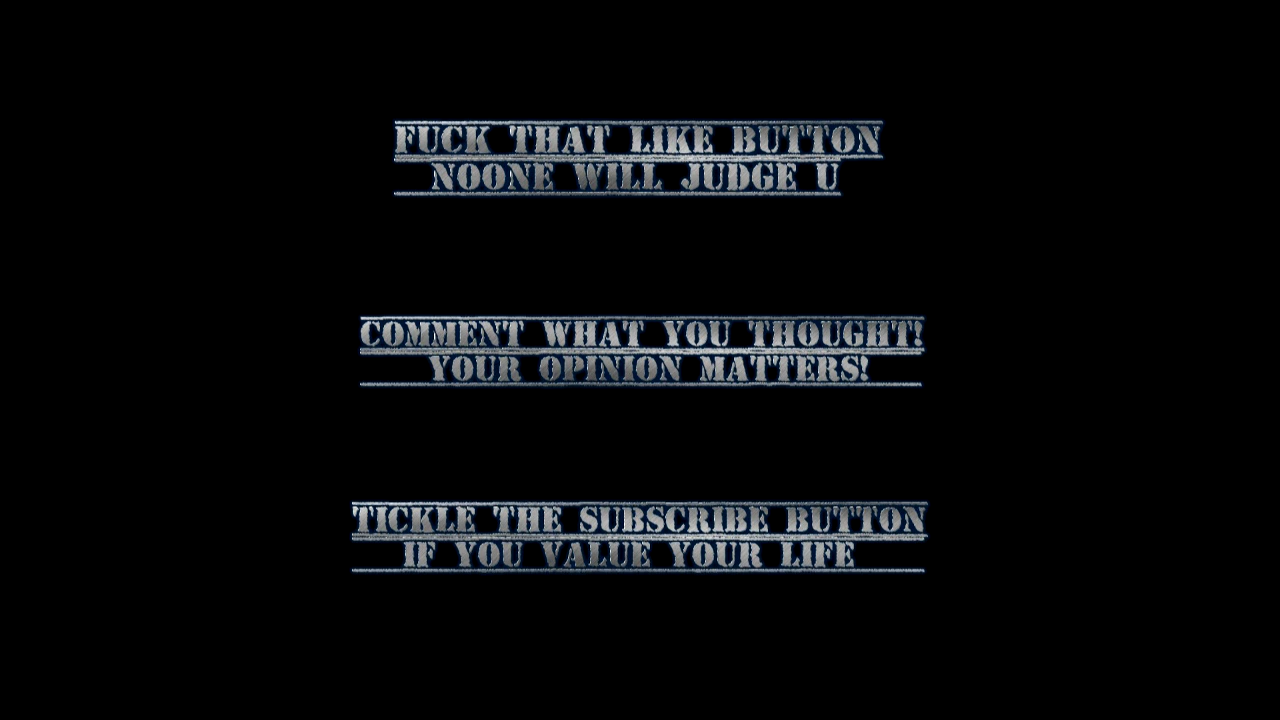 FUCK THAT LIKE BUTTON
NOONE WILL JUDGE U
COMMENT WHAT YOU THOUGHT!
YOUR OPINION MATTERS!
TICKLE THE SUBSCRIBE BUTTON
IF YOU VALUE YOUR LIFE